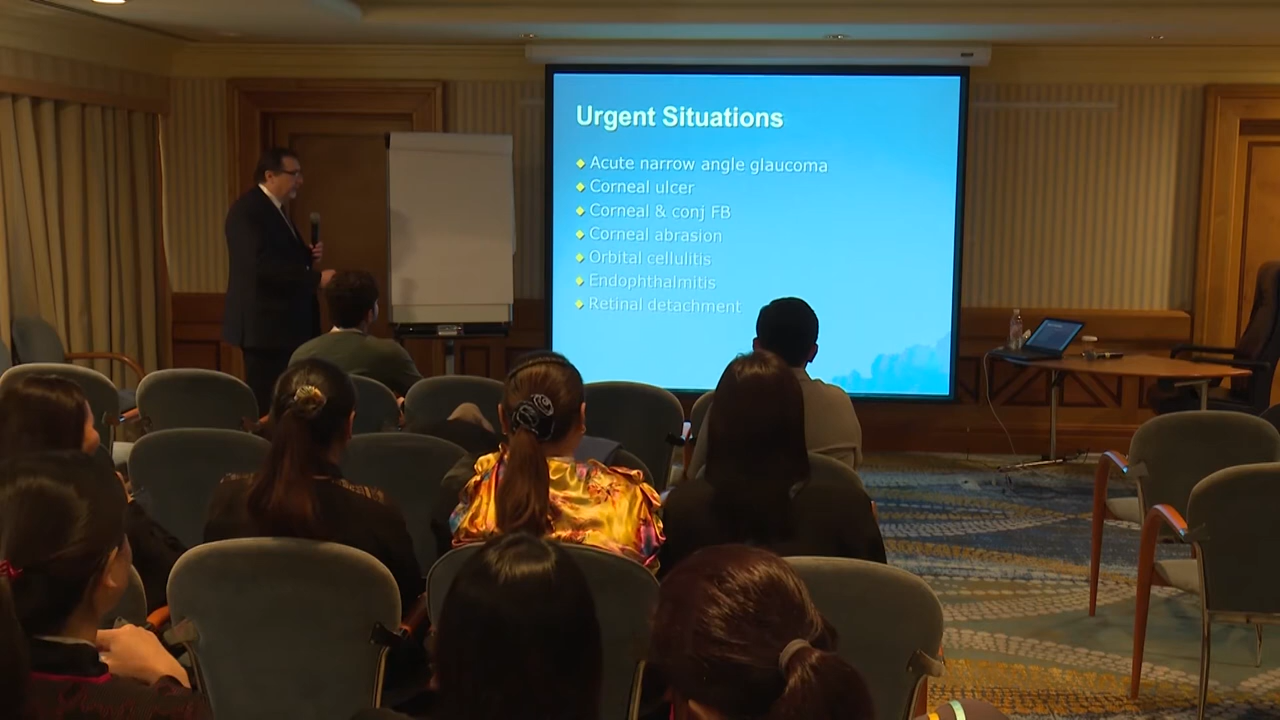 Urgent Situations
Acute narrow angle glaucoma
Corneal ulcer
Corneal & conj FB
Corneal abrasion
Orbital cellulitis
Endophthalmitis
Retinal detachment